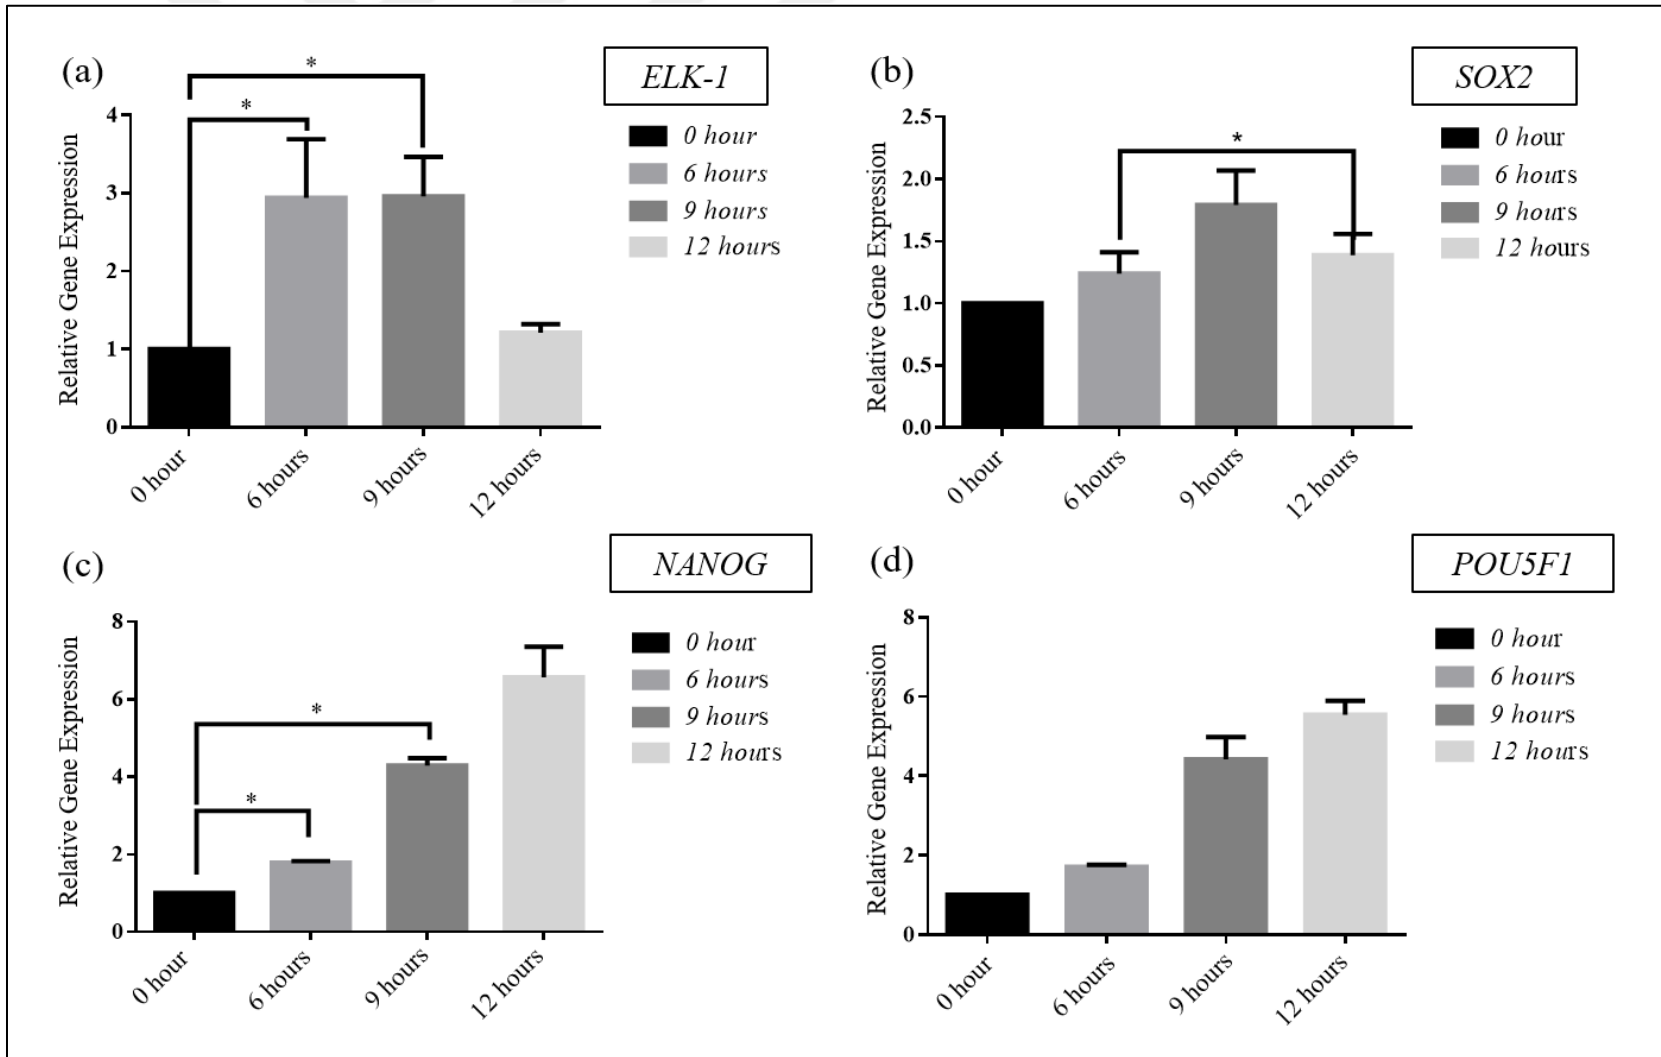 (a)
ELK-1
*
*
Relative Gene Expression
4
3
2
1
0
0 hour
6 hours
9 hours
12 hours
0 hour
6 hours
9 hours
12 hours
(b)
SOX2
*
Relative Gene Expression
2.5
2.0
1.5
1.0
0.5
0.0
0 hour
6 hours
9 hours
12 hours
0 hour
6 hours
9 hours
12 hours
(c)
NANOG
*
*
Relative Gene Expression
8
6
4
2
0
0 hour
6 hours
9 hours
12 hours
0 hour
6 hours
9 hours
12 hours
(d)
POU5F1
Relative Gene Expression
8
6
4
2
0
0 hour
6 hours
9 hours
12 hours
0 hour
6 hours
9 hours
12 hours